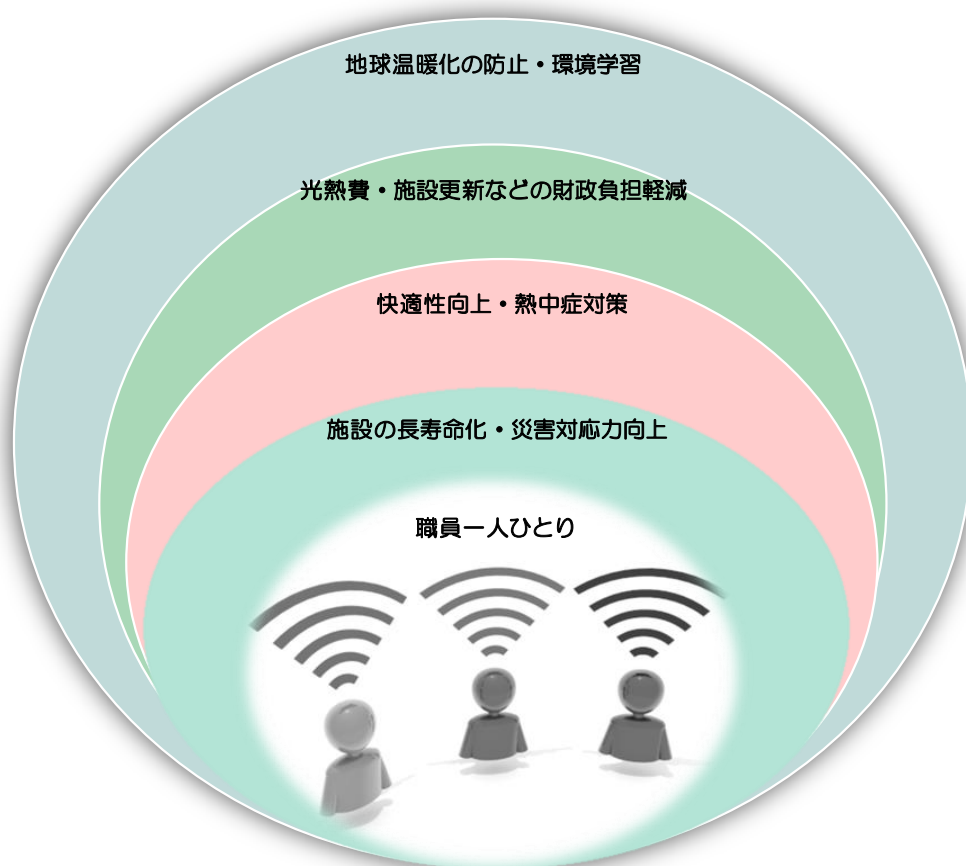 地球温暖化の防止・環境学習
光熱費・施設更新などの財政負担軽減
快適性向上・熱中症対策
施設の長寿命化・災害対応力向上
職員一人ひとり